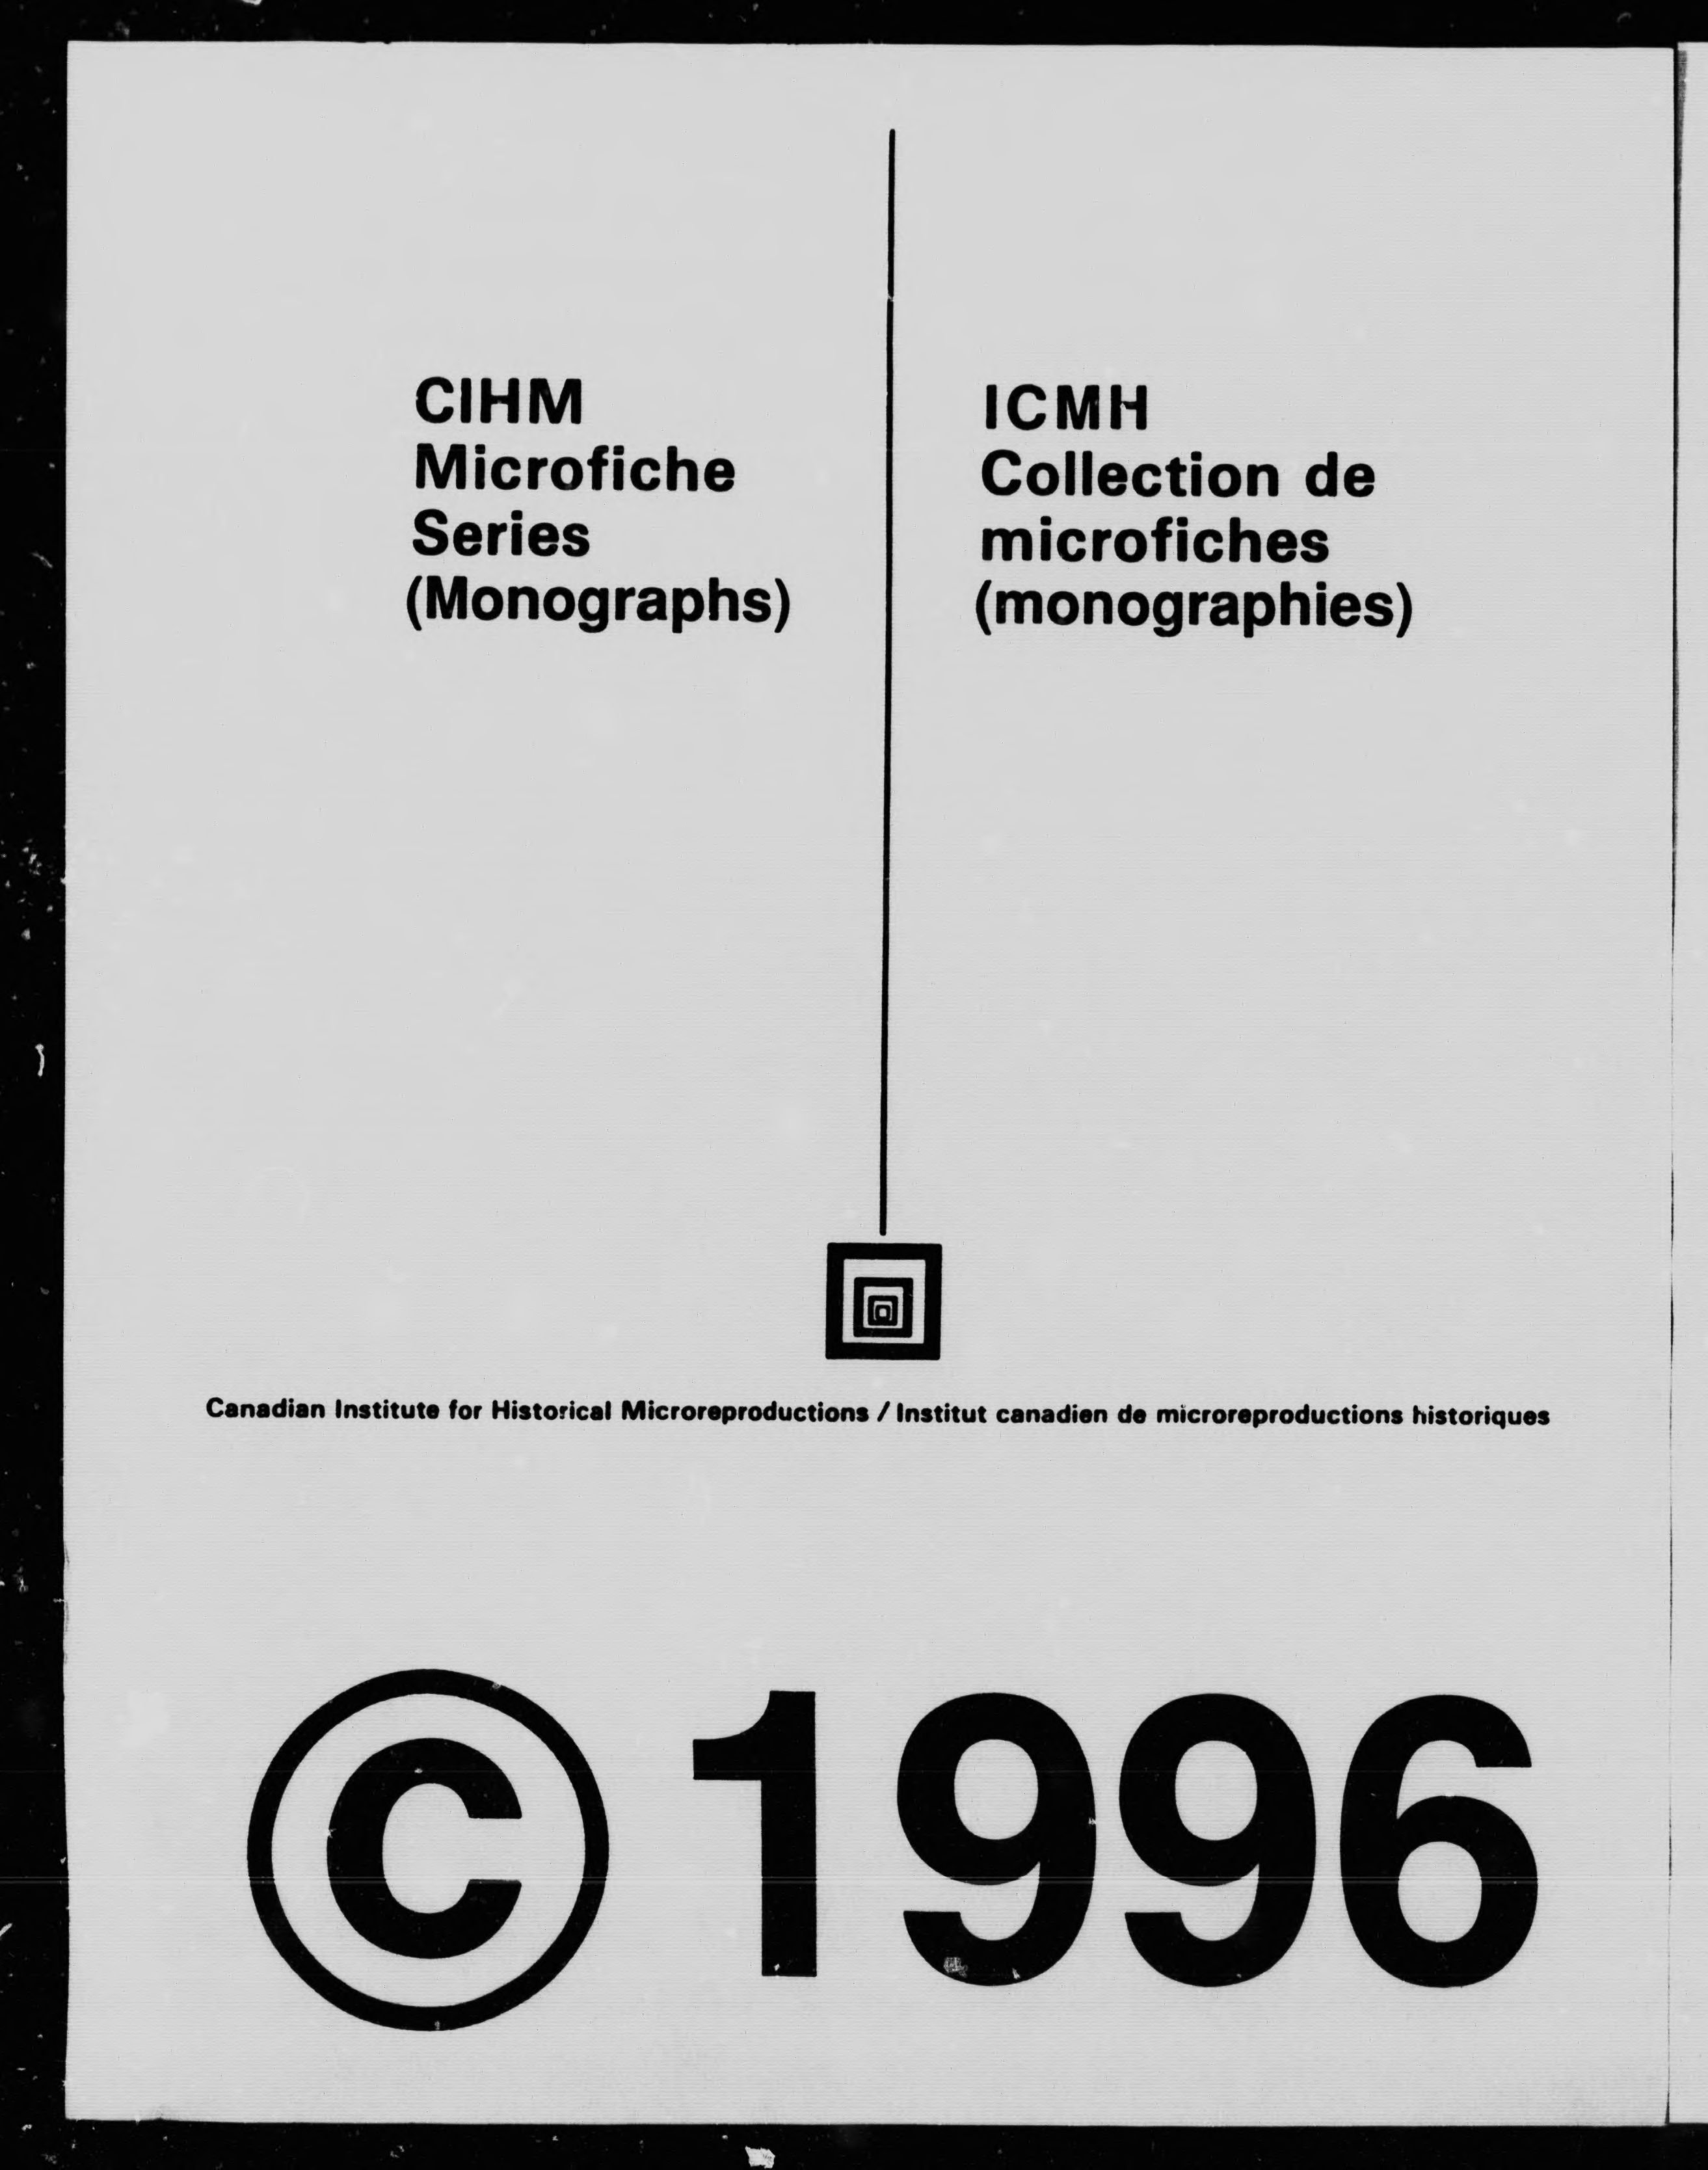 CIHM
Microfiche
Series
(Monographs)
ICMH
Collection de
microfiches
(monographies)
Canadian Institute for Historical Microreproductions / Institut canadien de microreproductions historiques
© 1996